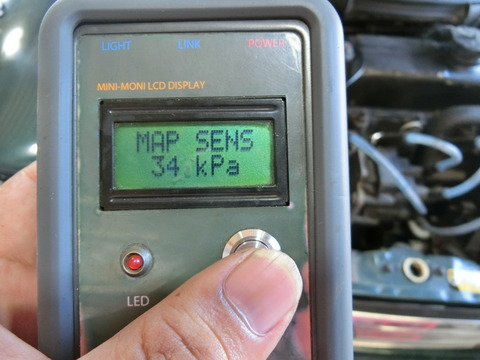 LIGHT LINK POWER
MINI-MONI LCD DISPLAY
MAP SENS
34 kPa
LED